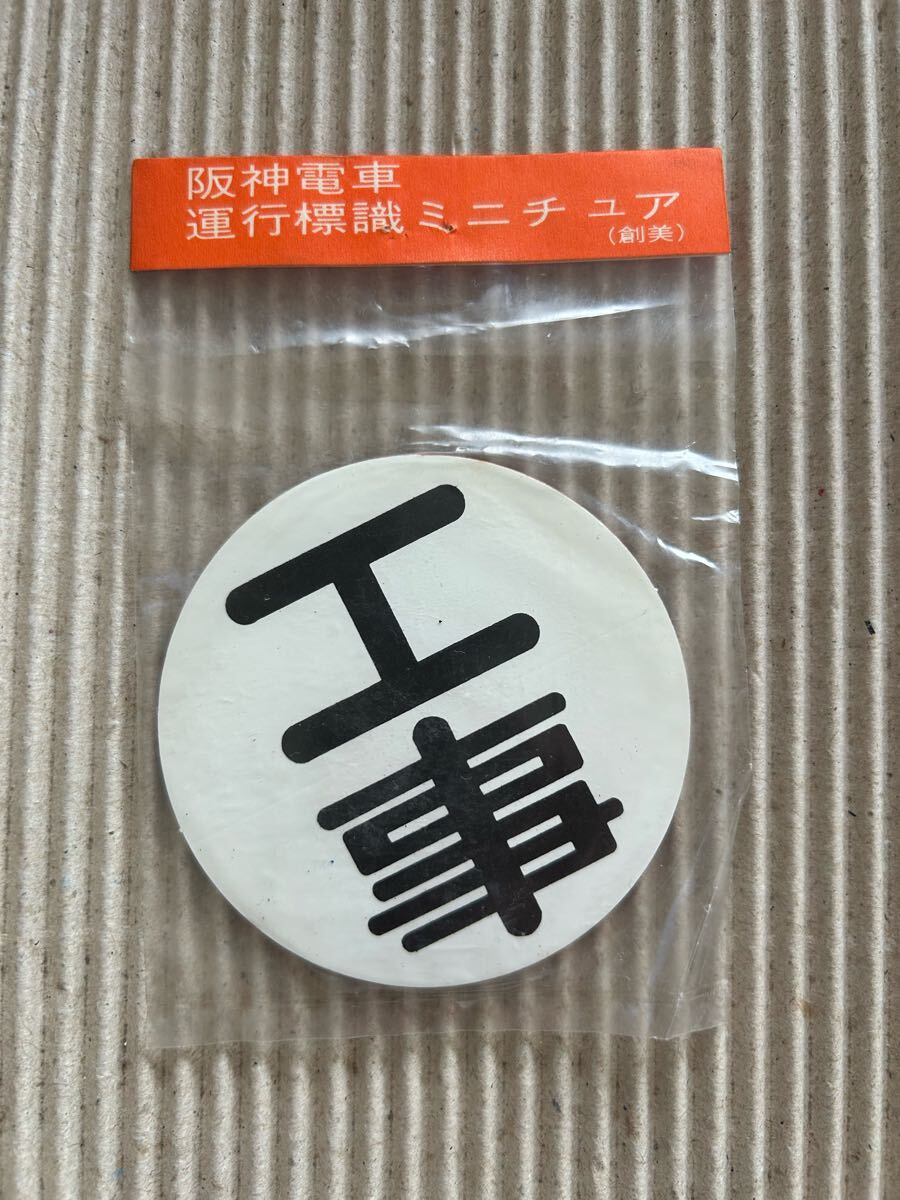 阪神電車
運行標識ミニチュア
(創美)
工
事